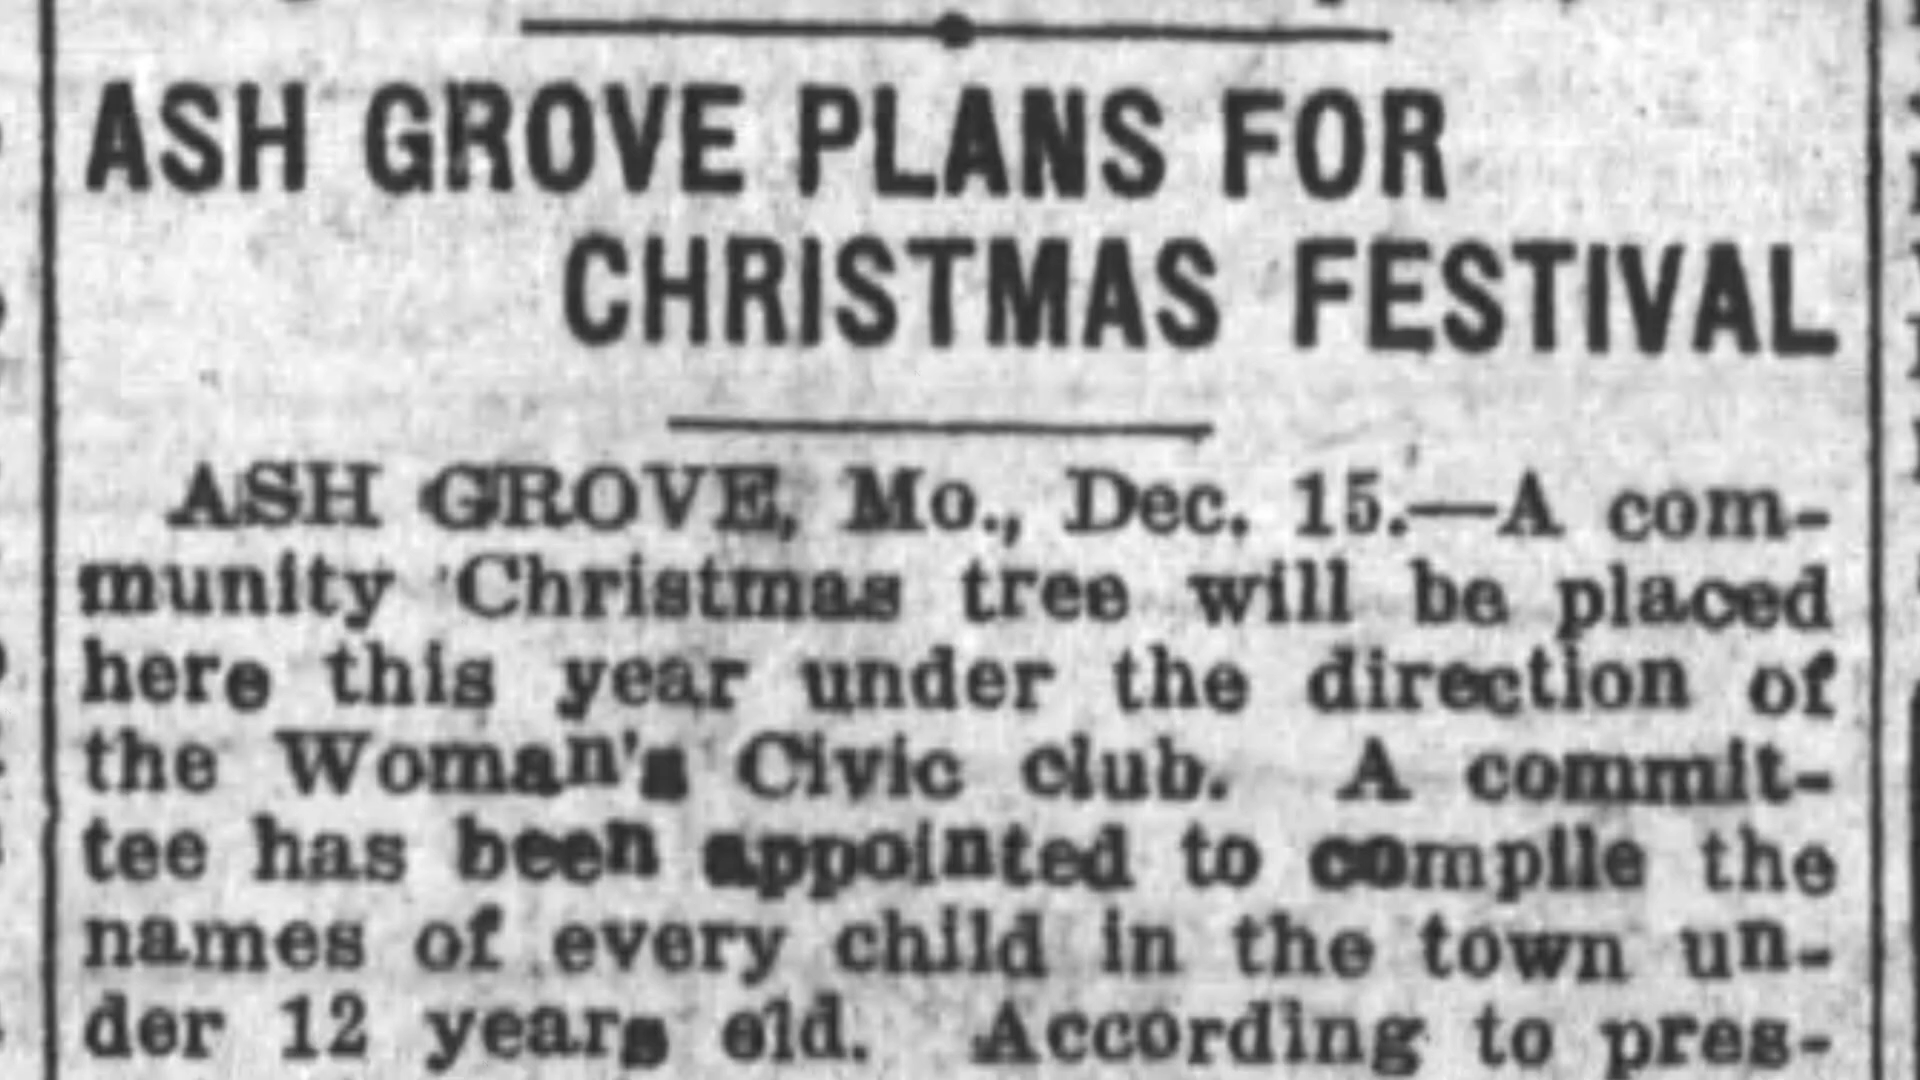 ASH GROVE PLANS FOR
CHRISTMAS FESTIVAL
ASH GROVE, Mo., Dec. 15.—A com-
munity Christmas tree will be placed
here this year under the direction of
the Woman's Civic club. A commit-
tee has been appointed to compile the
names of every child in the town un-
der 12 years old. According to pres-